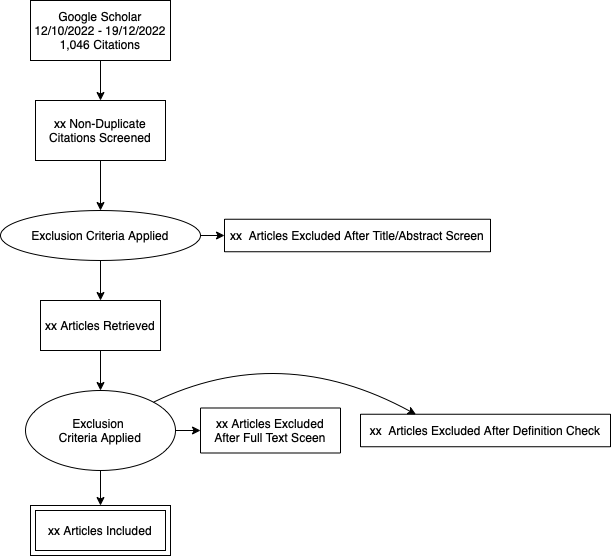 Google Scholar
12/10/2022 - 19/12/2022
1,046 Citations
xx Non-Duplicate
Citations Screened
Exclusion Criteria Applied
xx  Articles Excluded After Title/Abstract Screen
xx Articles Retrieved
Exclusion
Criteria Applied
xx Articles Excluded
After Full Text Sceen
xx  Articles Excluded After Definition Check
xx Articles Included